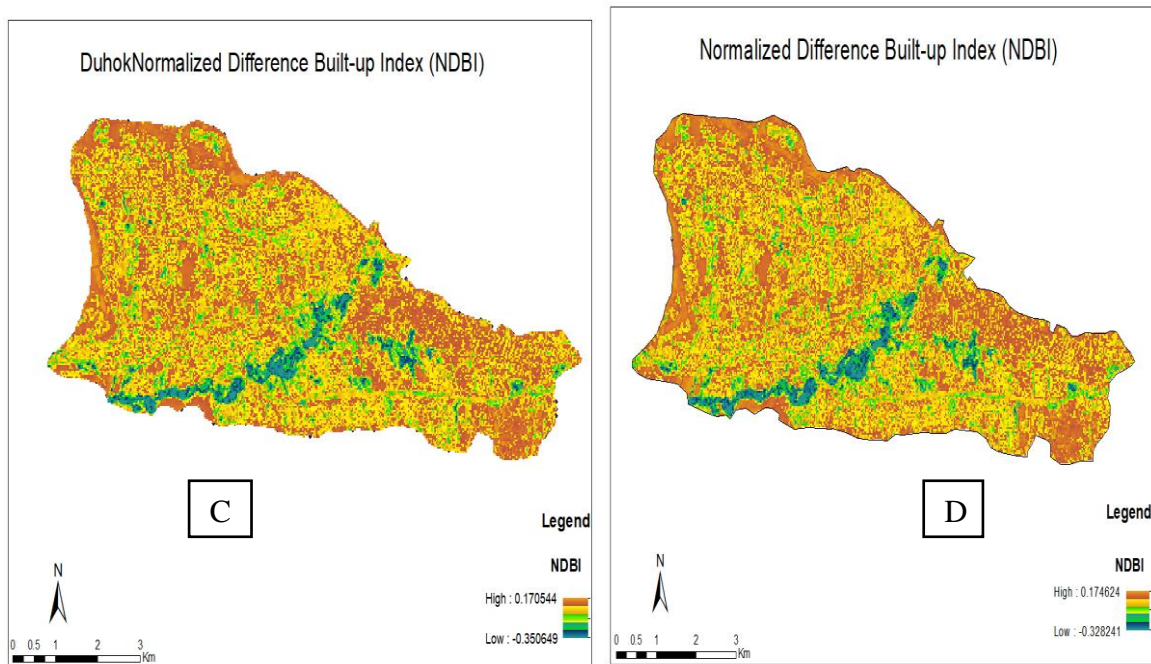 DuhokNormalized Difference Built-up Index (NDBI)
C
Legend
NDBI
High : 0.170544
Low : -0.350649
N
0 0.5 1 2 3
Km
Normalized Difference Built-up Index (NDBI)
D
Legend
NDBI
High : 0.174624
Low : -0.328241
N
0 0.5 1 2 3
Km